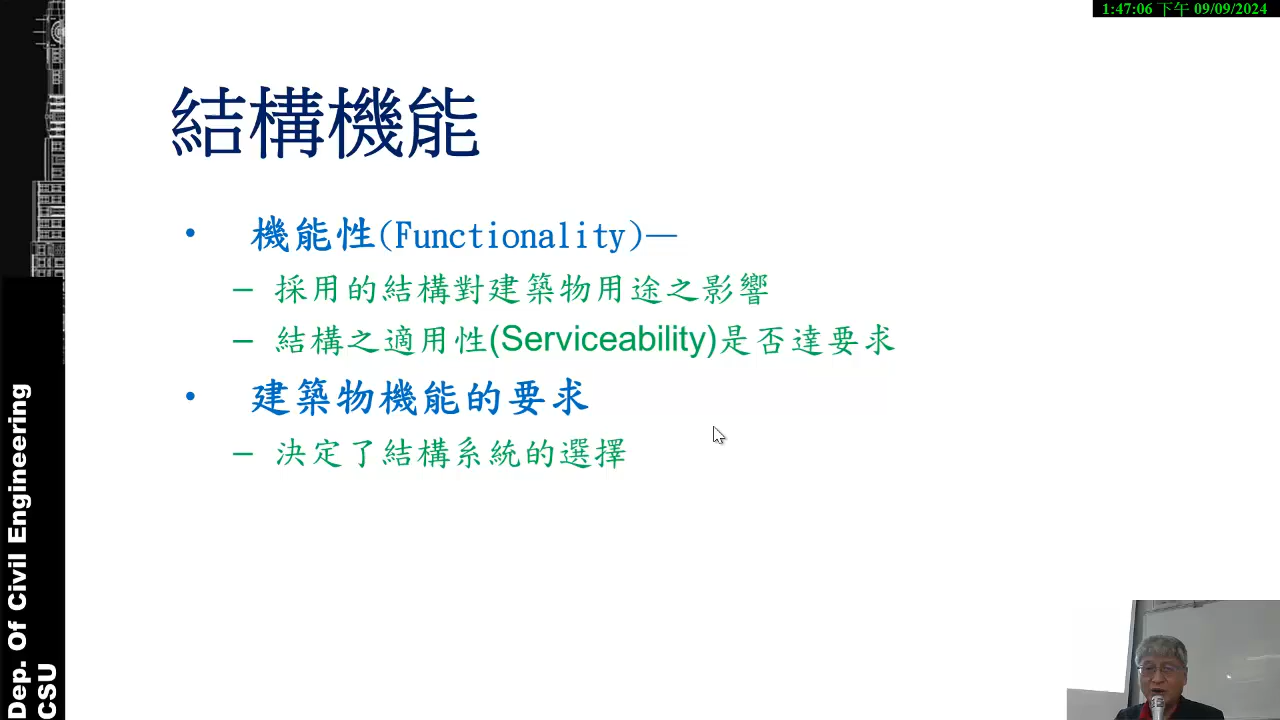 1:47:06 下午 09/09/2024
結構機能
• 機能性(Functionality)—
– 採用的結構對建築物用途之影響
– 結構之適用性(Serviceability)是否達要求
• 建築物機能的要求
– 決定了結構系統的選擇
Dep. Of Civil Engineering
CSU